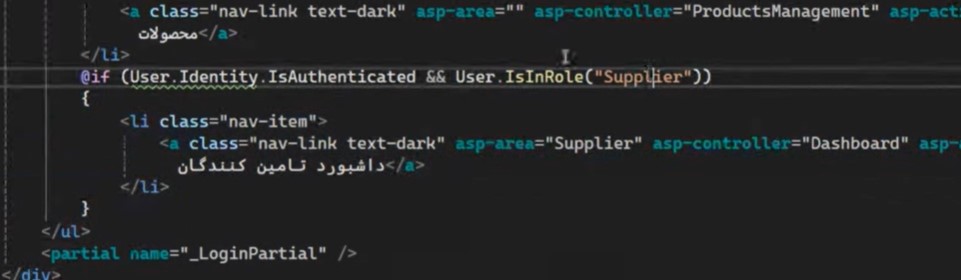 <a class="nav-link text-dark" asp-area="" asp-controller="ProductsManagement" asp-acti
محصولات</a>
</li>
@if (User.Identity.IsAuthenticated && User.IsInRole("Supplier"))
{
<li class="nav-item">
<a class="nav-link text-dark" asp-area="Supplier" asp-controller="Dashboard" asp-
داشبورد تامین کنندگان</a>
</li>
}
</ul>
<partial name="_LoginPartial" />
</div>